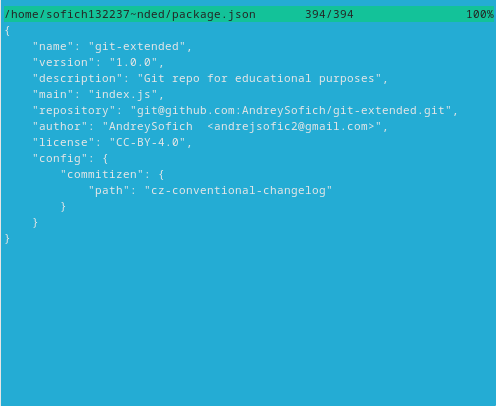 /home/sofich132237~nded/package.json 394/394 100%
{
"name": "git-extended",
"version": "1.0.0",
"description": "Git repo for educational purposes",
"main": "index.js",
"repository": "git@github.com:AndreySofich/git-extended.git",
"author": "AndreySofich <andrejsofic2@gmail.com>",
"license": "CC-BY-4.0",
"config": {
"commitizen": {
"path": "cz-conventional-changelog"
}
}
}